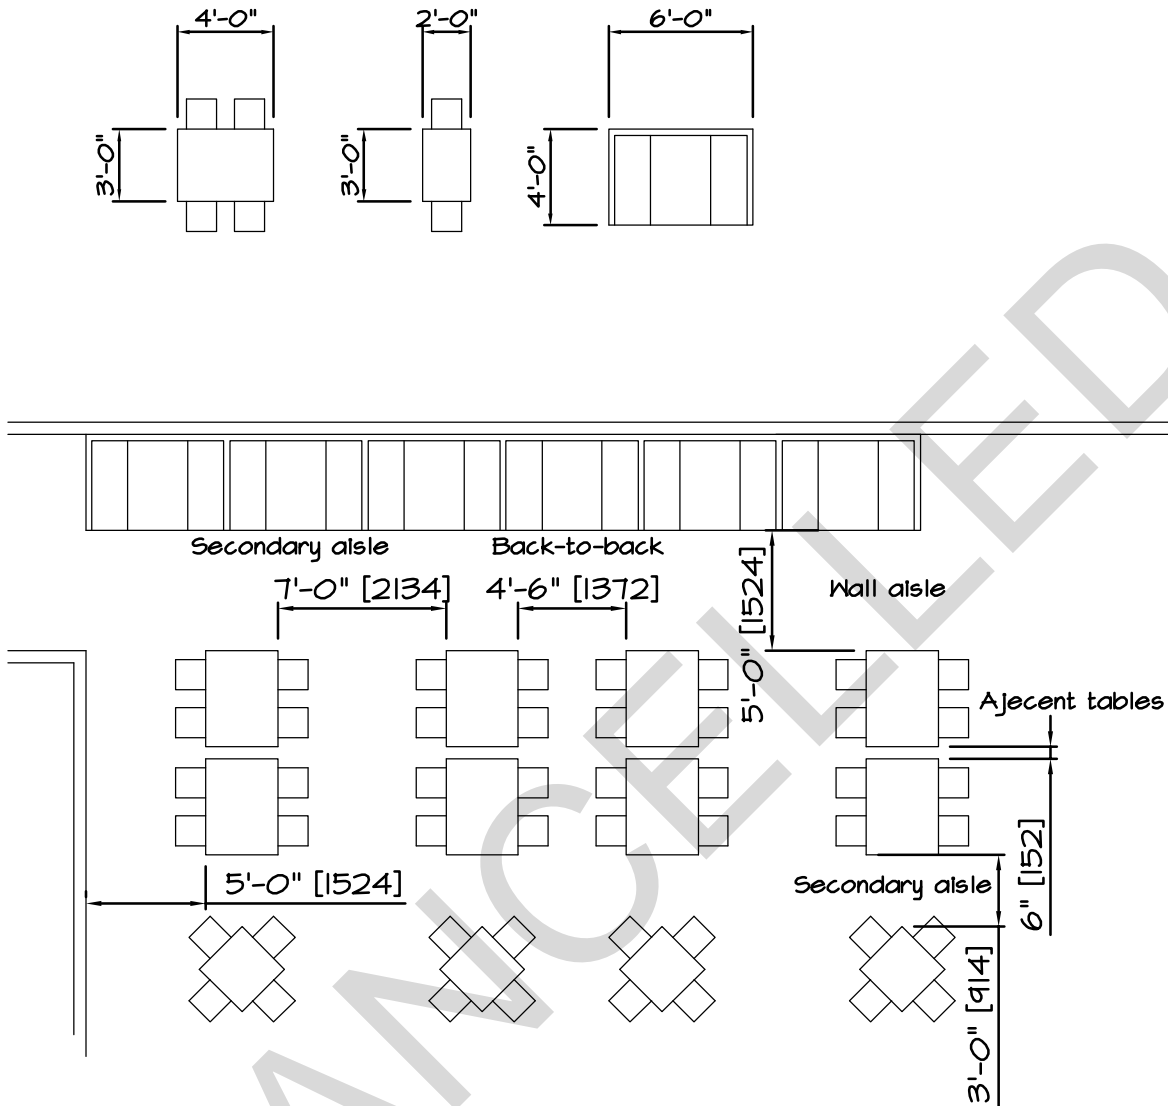 4'-0"
2'-0"
6'-0"
3'-0"
3'-0"
4'-0"
Secondary aisle
Back-to-back
7'-0" [2134]
4'-6" [1372]
5'-0" [1524]
Wall aisle
Ajecent tables
5'-0" [1524]
Secondary aisle
6" [152]
3'-0" [914]
ANCELLED